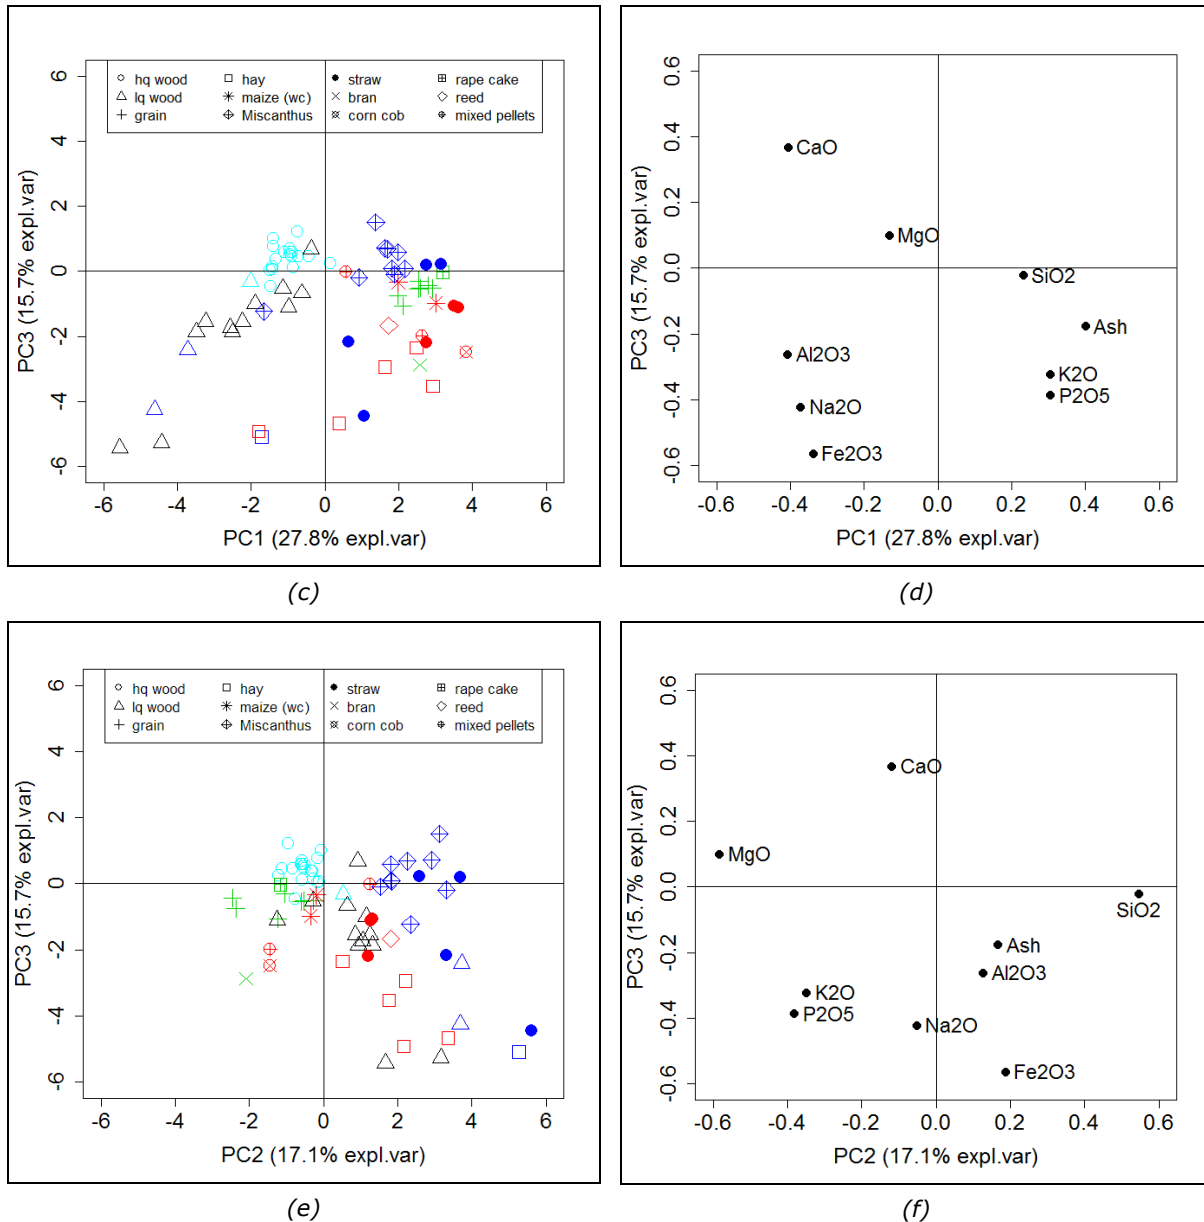 6
4
2
0
-2
-4
-6
PC3 (15.7% expl.var)
hq wood hay straw rape cake
lq wood maize (wc) bran reed
grain Miscanthus corn cob mixed pellets
-6 -4 -2 0 2 4 6
PC1 (27.8% expl.var)
(c)
0.6
0.4
0.2
0.0
-0.2
-0.4
-0.6
PC3 (15.7% expl.var)
CaO
MgO
SiO2
Ash
Al2O3
K2O
P2O5
Na2O
Fe2O3
-0.6 -0.4 -0.2 0.0 0.2 0.4 0.6
PC1 (27.8% expl.var)
(d)
6
4
2
0
-2
-4
-6
PC3 (15.7% expl.var)
hq wood hay straw rape cake
lq wood maize (wc) bran reed
grain Miscanthus corn cob mixed pellets
-6 -4 -2 0 2 4 6
PC2 (17.1% expl.var)
(e)
0.6
0.4
0.2
0.0
-0.2
-0.4
-0.6
PC3 (15.7% expl.var)
CaO
MgO
SiO2
Ash
Al2O3
K2O
P2O5
Na2O
Fe2O3
-0.6 -0.4 -0.2 0.0 0.2 0.4 0.6
PC2 (17.1% expl.var)
(f)